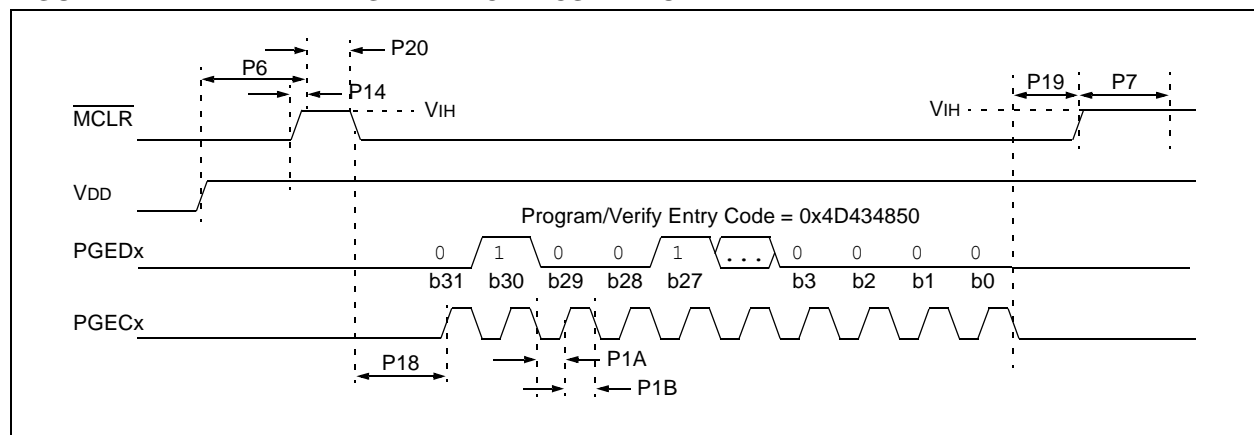 P20
P6
P14
MCLR
VIH
VIH
P19
P7
VDD
Program/Verify Entry Code = 0x4D434850
PGEDx
0 1 0 0 1 ... 0 0 0 0
b31 b30 b29 b28 b27 b3 b2 b1 b0
PGECx
P18
P1A
P1B